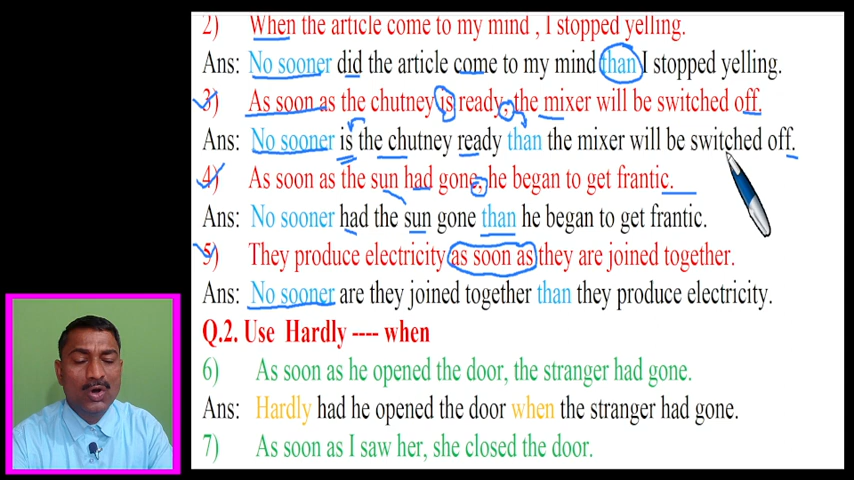 2) When the article come to my mind , I stopped yelling.
Ans: No sooner did the article come to my mind than I stopped yelling.
3) As soon as the chutney is ready, the mixer will be switched off.
Ans: No sooner is the chutney ready than the mixer will be switched off.
4) As soon as the sun had gone, he began to get frantic.
Ans: No sooner had the sun gone than he began to get frantic.
5) They produce electricity as soon as they are joined together.
Ans: No sooner are they joined together than they produce electricity.
Q.2. Use Hardly ---- when
6) As soon as he opened the door, the stranger had gone.
Ans: Hardly had he opened the door when the stranger had gone.
7) As soon as I saw her, she closed the door.